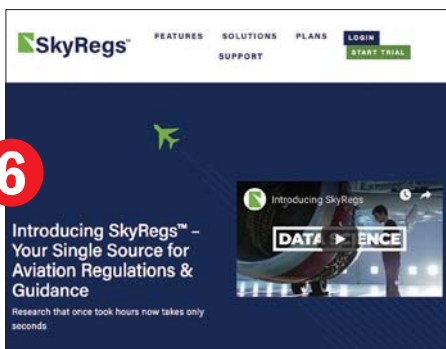 SkyRegs™
FEATURES SOLUTIONS PLANS LOGIN
SUPPORT START TRIAL
6
Introducing SkyRegs
DATA SCIENCE
Introducing SkyRegs™ –
Your Single Source for
Aviation Regulations &
Guidance
Research that once took hours now takes only
seconds